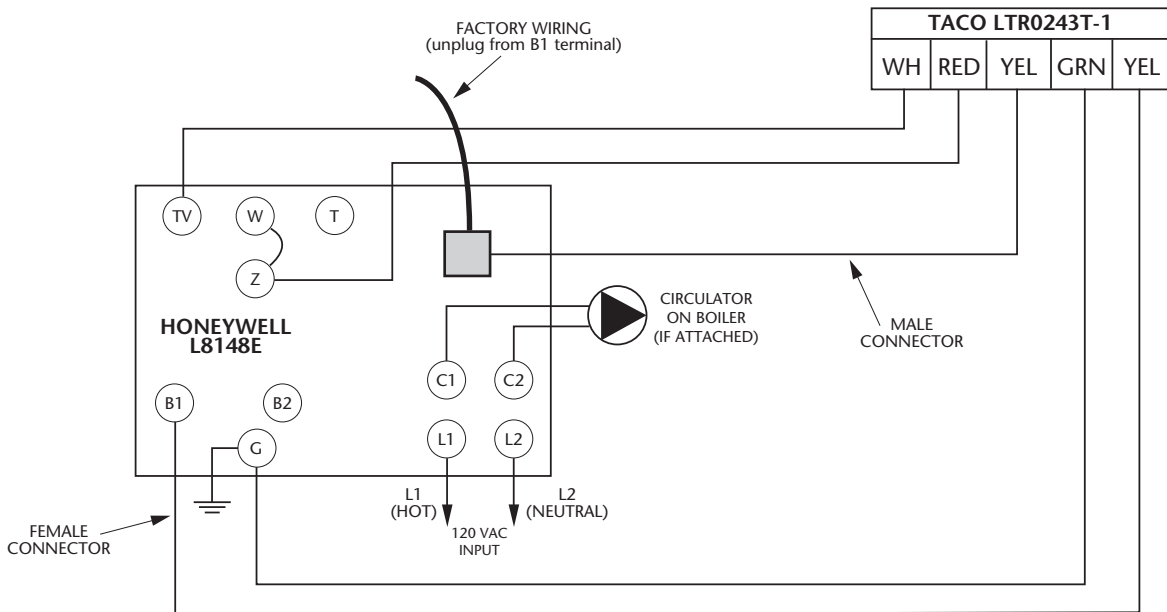 FACTORY WIRING
(unplug from B1 terminal)
TACO LTR0243T-1
WH RED YEL GRN YEL
TV W T
Z
HONEYWELL
L8148E
CIRCULATOR
ON BOILER
(IF ATTACHED)
MALE
CONNECTOR
C1 C2
B1 B2
G L1 L2
L1
(HOT)
L2
(NEUTRAL)
120 VAC
INPUT
FEMALE
CONNECTOR